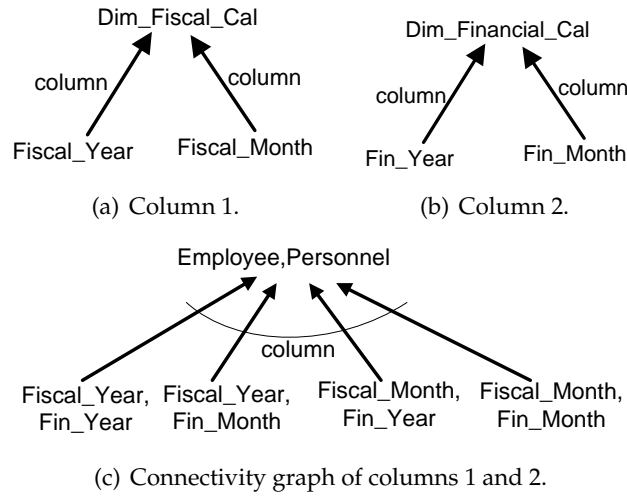 Dim_Fiscal_Cal
column
column
Fiscal_Year
Fiscal_Month
(a) Column 1.
Dim_Financial_Cal
column
column
Fin_Year
Fin_Month
(b) Column 2.
Employee,Personnel
column
Fiscal_Year,
Fin_Year
Fiscal_Year,
Fin_Month
Fiscal_Month,
Fin_Year
Fiscal_Month,
Fin_Month
(c) Connectivity graph of columns 1 and 2.